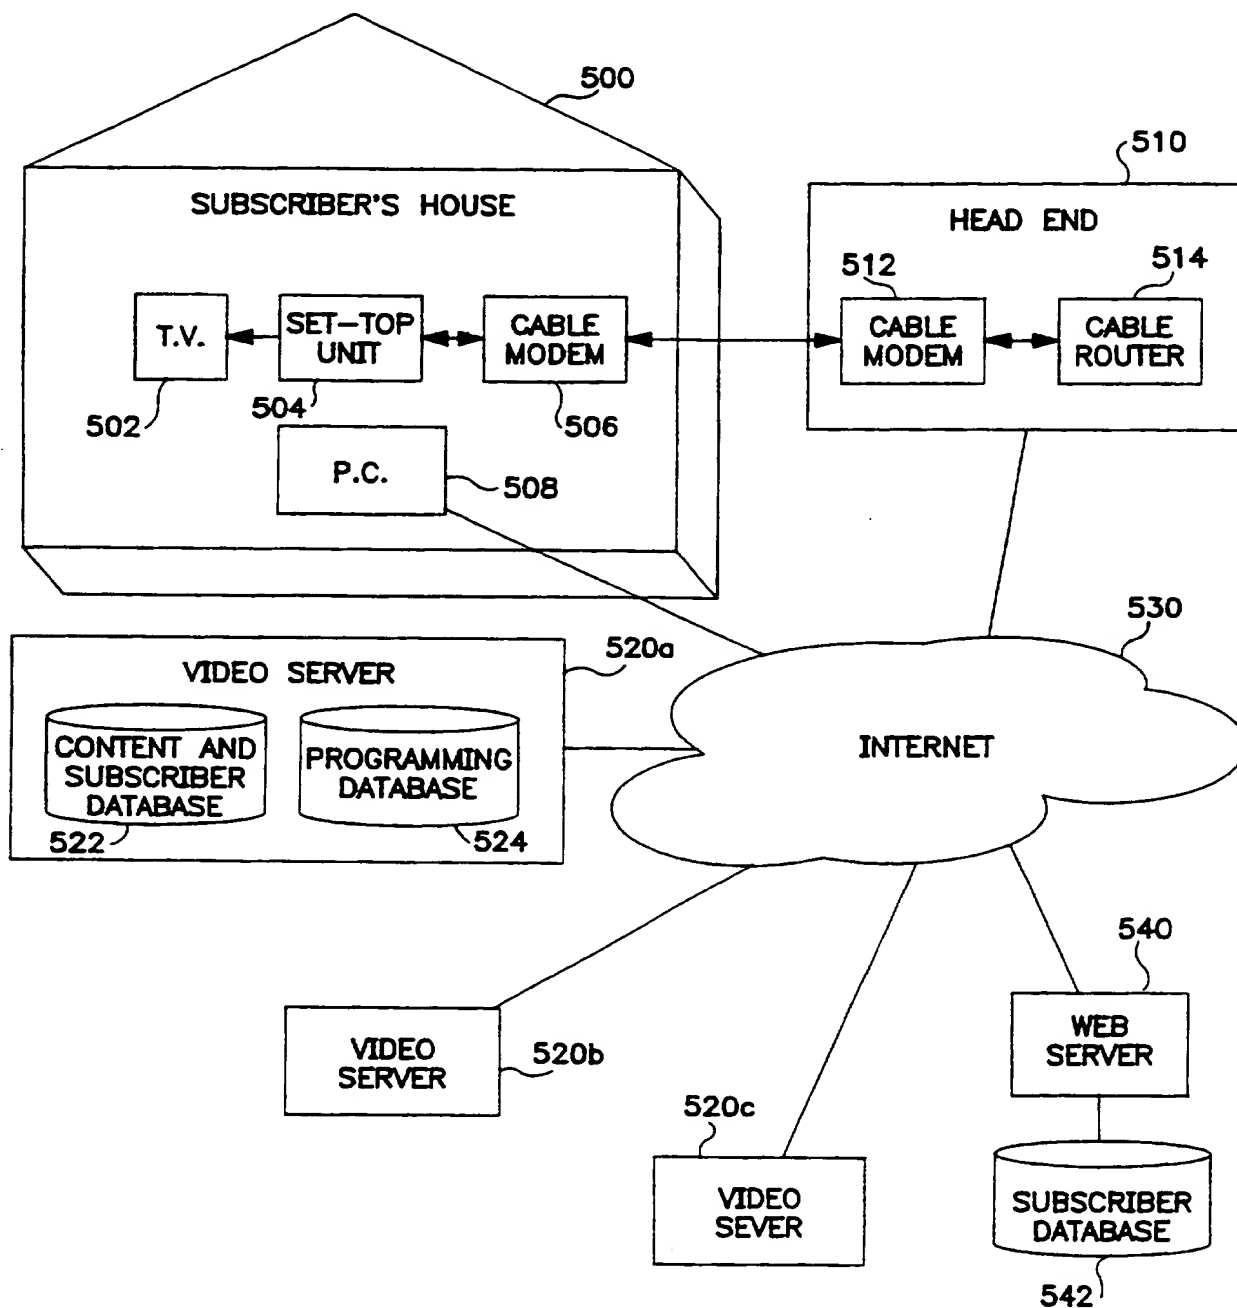 500
510
SUBSCRIBER'S HOUSE
HEAD END
512
514
T.V.
SET-TOP
UNIT
CABLE
MODEM
CABLE
MODEM
CABLE
ROUTER
502
504
506
P.C.
508
530
520a
VIDEO SERVER
CONTENT AND
SUBSCRIBER
DATABASE
PROGRAMMING
DATABASE
INTERNET
522
524
540
VIDEO
SERVER
520b
WEB
SERVER
520c
VIDEO
SEVER
SUBSCRIBER
DATABASE
542